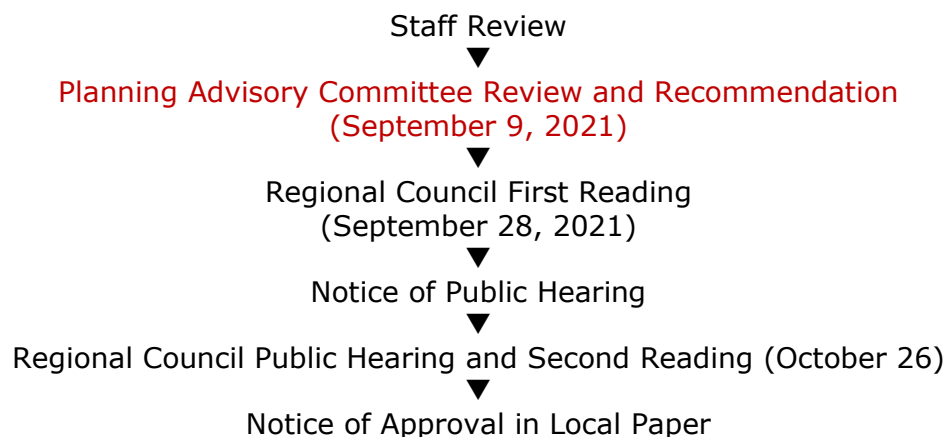 Staff Review
▼
Planning Advisory Committee Review and Recommendation
(September 9, 2021)
▼
Regional Council First Reading
(September 28, 2021)
▼
Notice of Public Hearing
▼
Regional Council Public Hearing and Second Reading (October 26)
▼
Notice of Approval in Local Paper